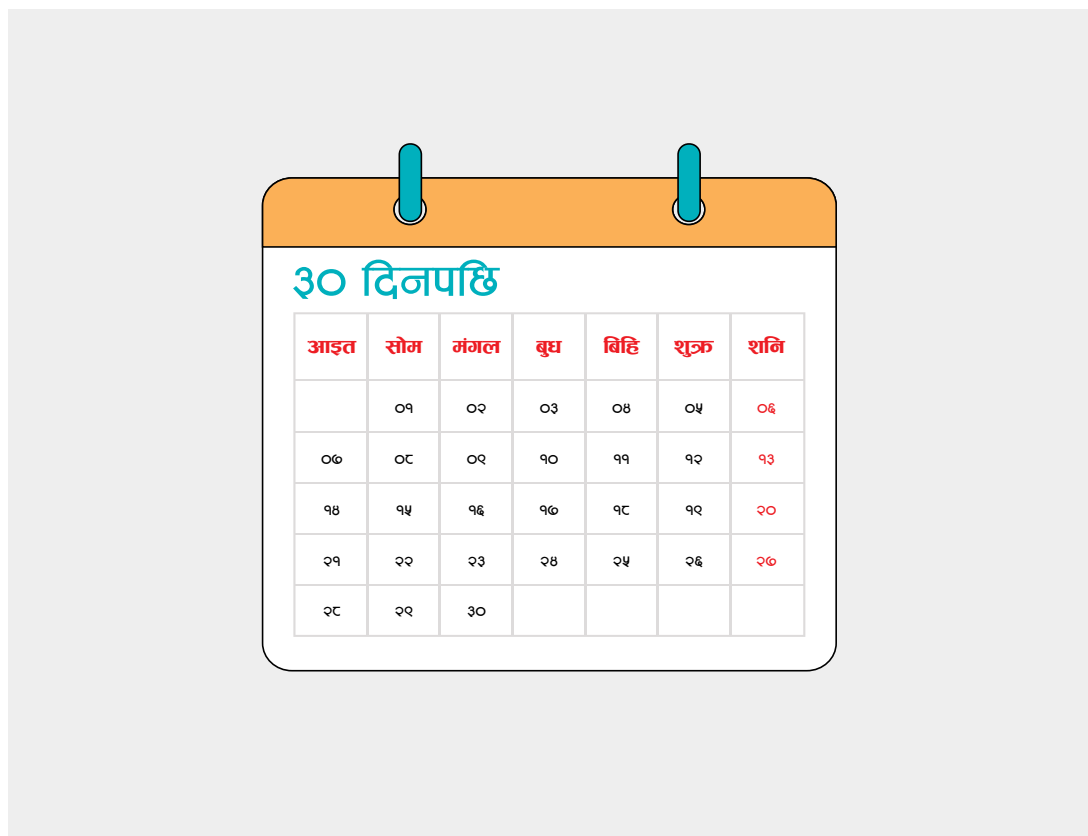 ३० दिनपछि
आइत सोम मंगल बुध बिहि शुक्र शनि
०१ ०२ ०३ ०४ ०५ ०६
०७ ०८ ०९ १० ११ १२ १३
१४ १५ १६ १७ १८ १९ २०
२१ २२ २३ २४ २५ २६ २७
२८ २९ ३०